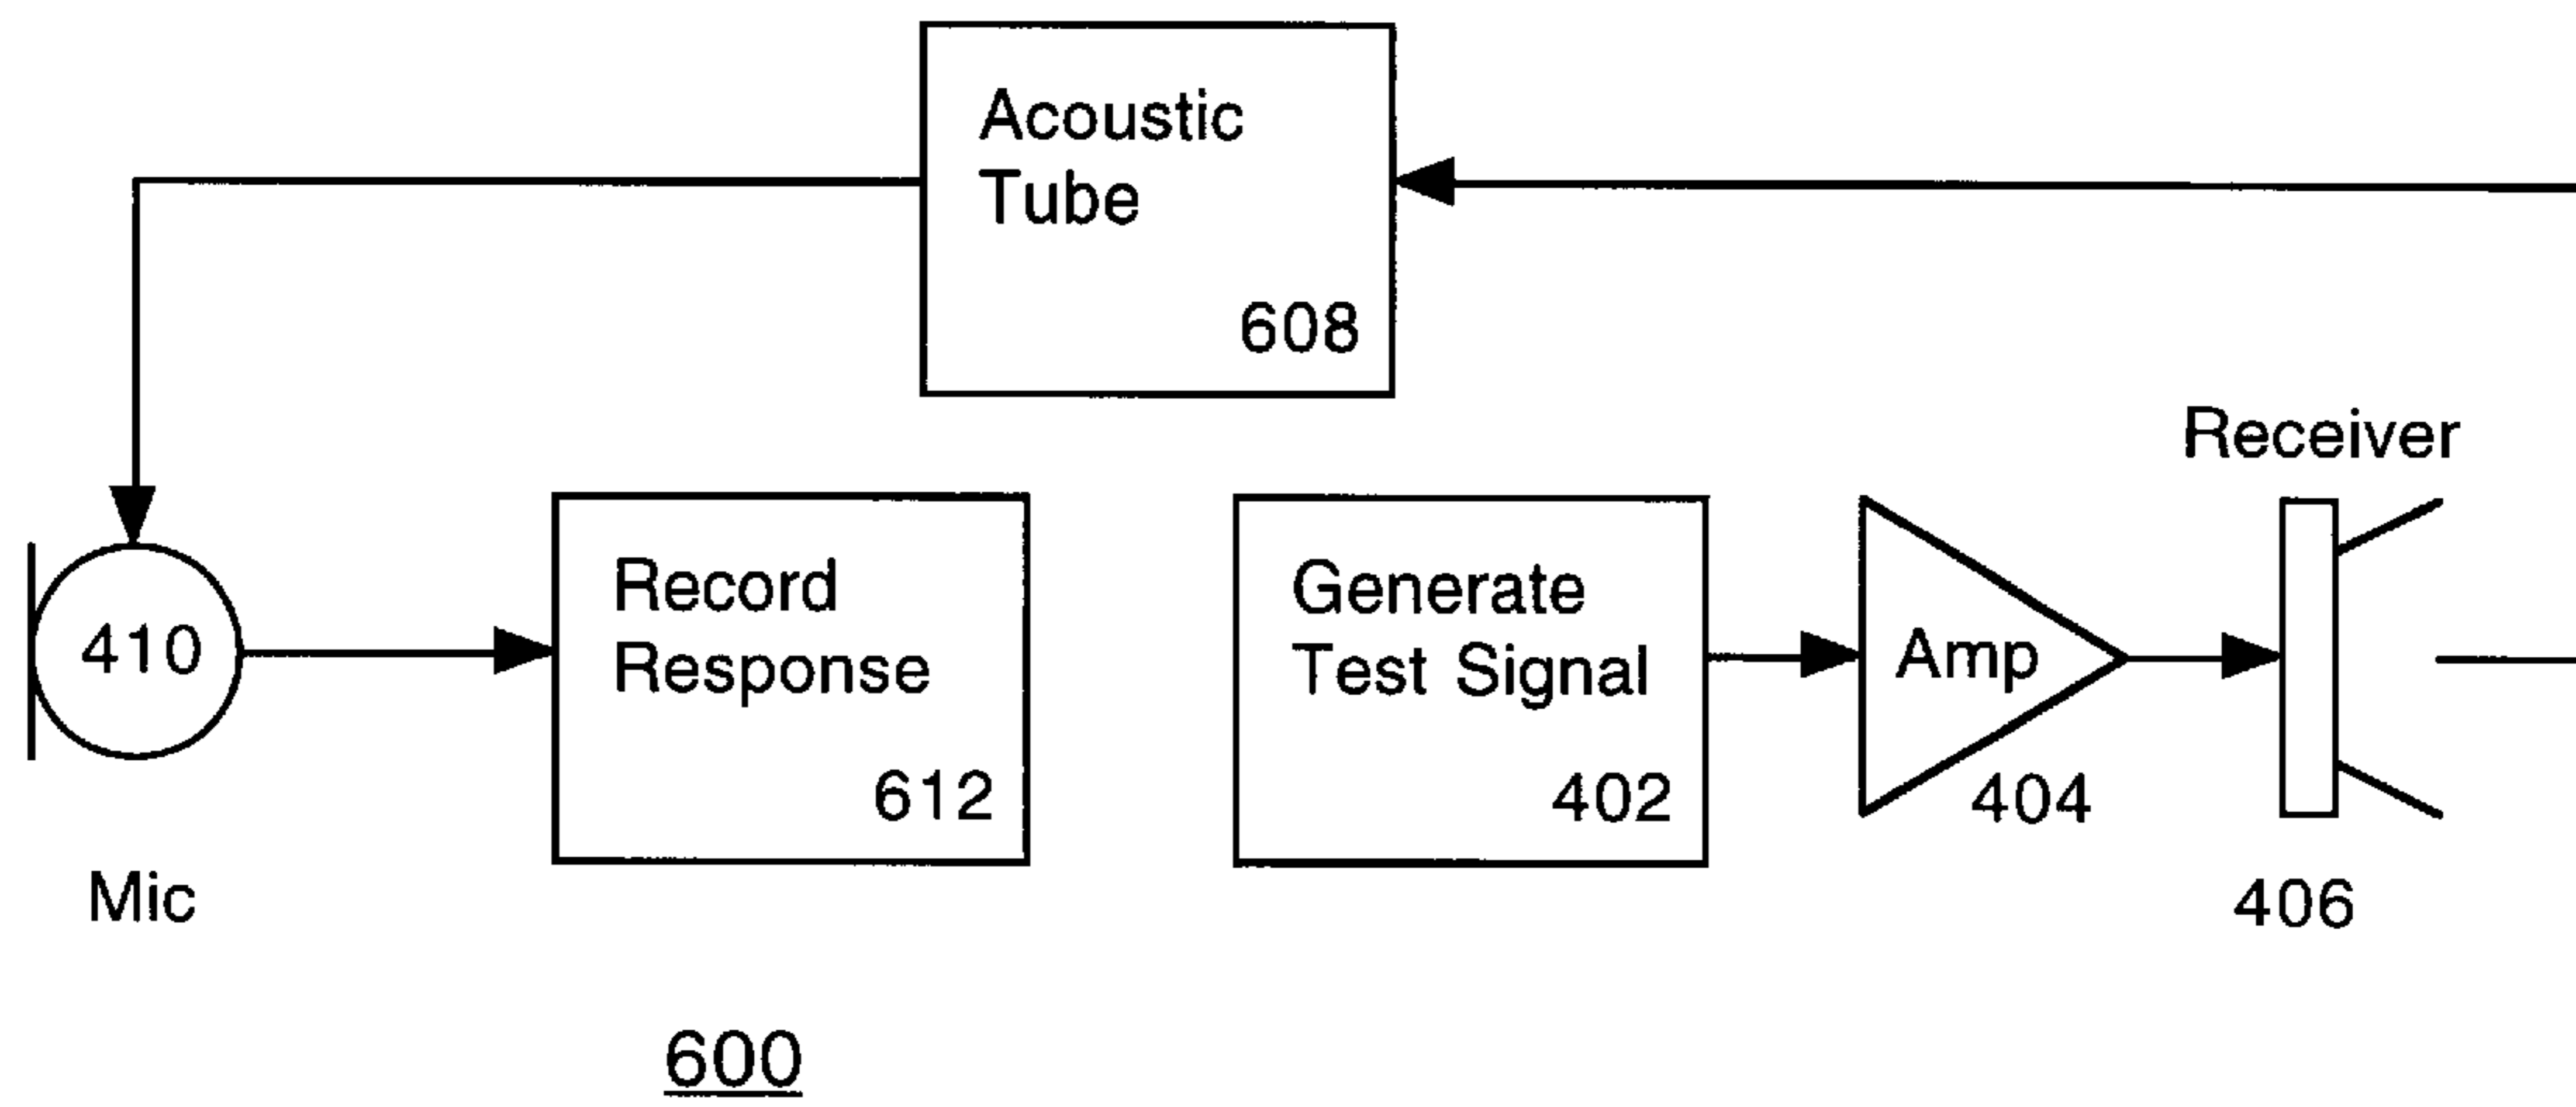 Acoustic
Tube
608
Receiver
410
Record
Response
612
Generate
Test Signal
402
Amp
404
Mic
406
600